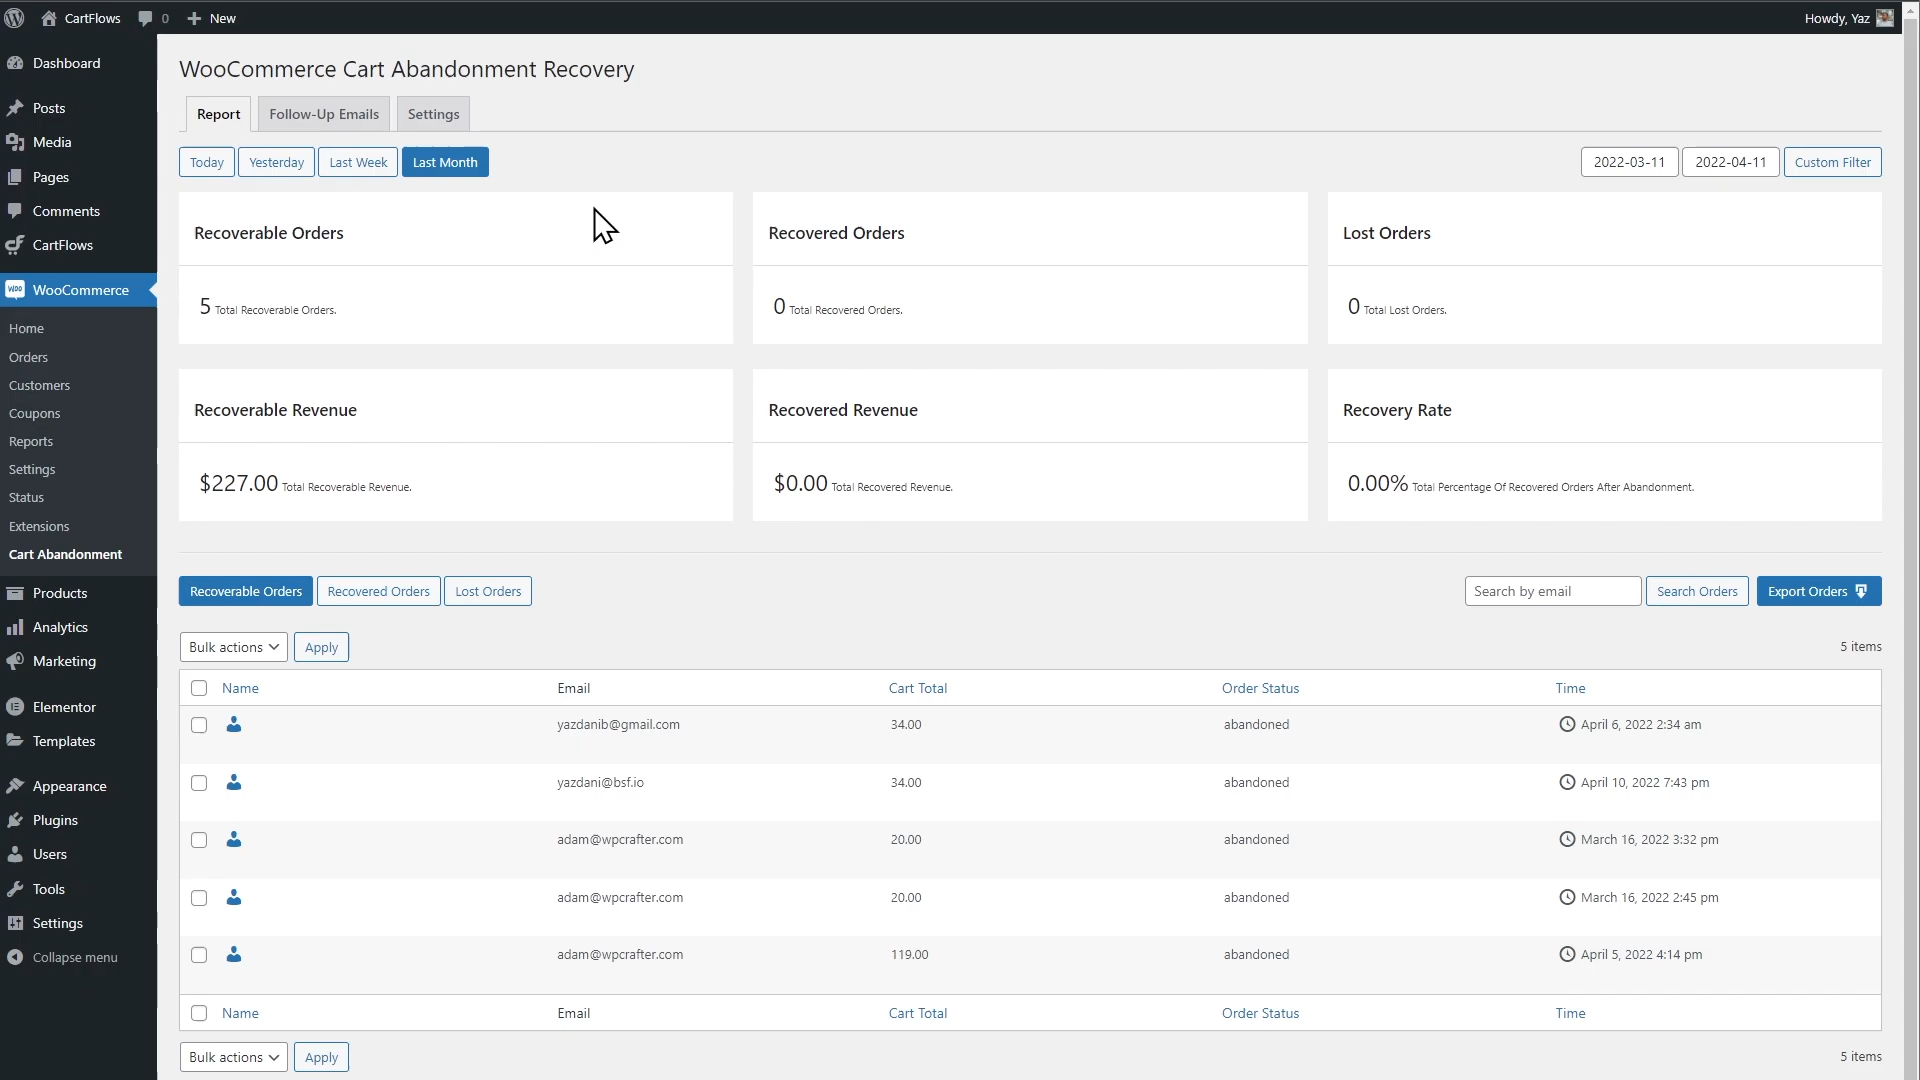 CartFlows 0 New Howdy, Yaz
Dashboard
Posts
Media
Pages
Comments
CartFlows
WooCommerce
Home
Orders
Customers
Coupons
Reports
Settings
Status
Extensions
Cart Abandonment
Products
Analytics
Marketing
Elementor
Templates
Appearance
Plugins
Users
Tools
Settings
Collapse menu
WooCommerce Cart Abandonment Recovery
Report Follow-Up Emails Settings
Today Yesterday Last Week Last Month 2022-03-11 2022-04-11 Custom Filter
Recoverable Orders
5 Total Recoverable Orders.
Recovered Orders
0 Total Recovered Orders.
Lost Orders
0 Total Lost Orders.
Recoverable Revenue
$227.00 Total Recoverable Revenue.
Recovered Revenue
$0.00 Total Recovered Revenue.
Recovery Rate
0.00% Total Percentage Of Recovered Orders After Abandonment.
Recoverable Orders Recovered Orders Lost Orders Search by email Search Orders Export Orders
Bulk actions Apply 5 items
Name Email Cart Total Order Status Time
yazdanib@gmail.com 34.00 abandoned April 6, 2022 2:34 am
yazdani@bsf.io 34.00 abandoned April 10, 2022 7:43 pm
adam@wpcrafter.com 20.00 abandoned March 16, 2022 3:32 pm
adam@wpcrafter.com 20.00 abandoned March 16, 2022 2:45 pm
adam@wpcrafter.com 119.00 abandoned April 5, 2022 4:14 pm
Name Email Cart Total Order Status Time
Bulk actions Apply 5 items